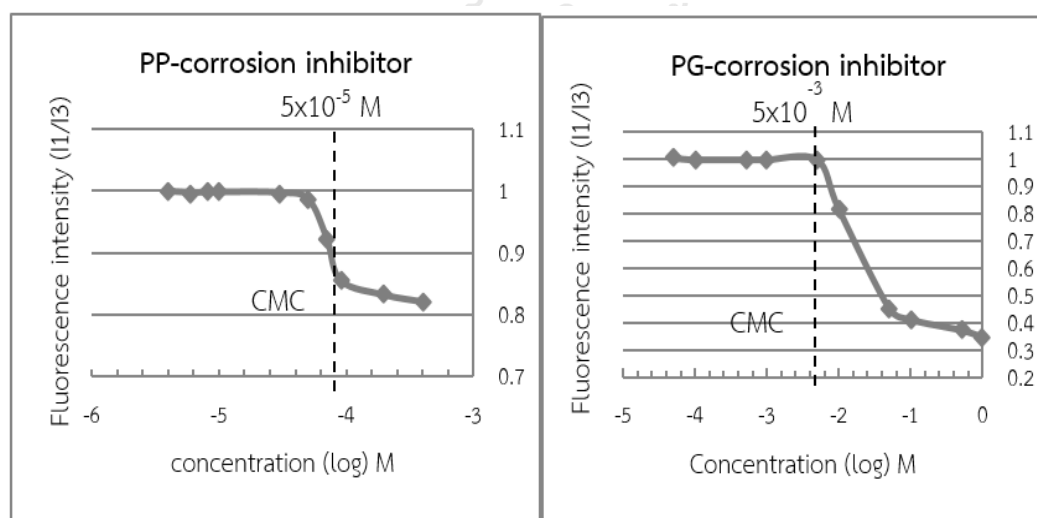 PP-corrosion inhibitor
5x10⁻⁵ M
Fluorescence intensity (I1/I3)
1.1
1
0.9
0.8
0.7
CMC
-6 -5 -4 -3
concentration (log) M
PG-corrosion inhibitor
5x10⁻³ M
Fluorescence intensity (I1/I3)
1.1
1
0.9
0.8
0.7
0.6
0.5
0.4
0.3
0.2
CMC
-5 -4 -3 -2 -1 0
Concentration (log) M